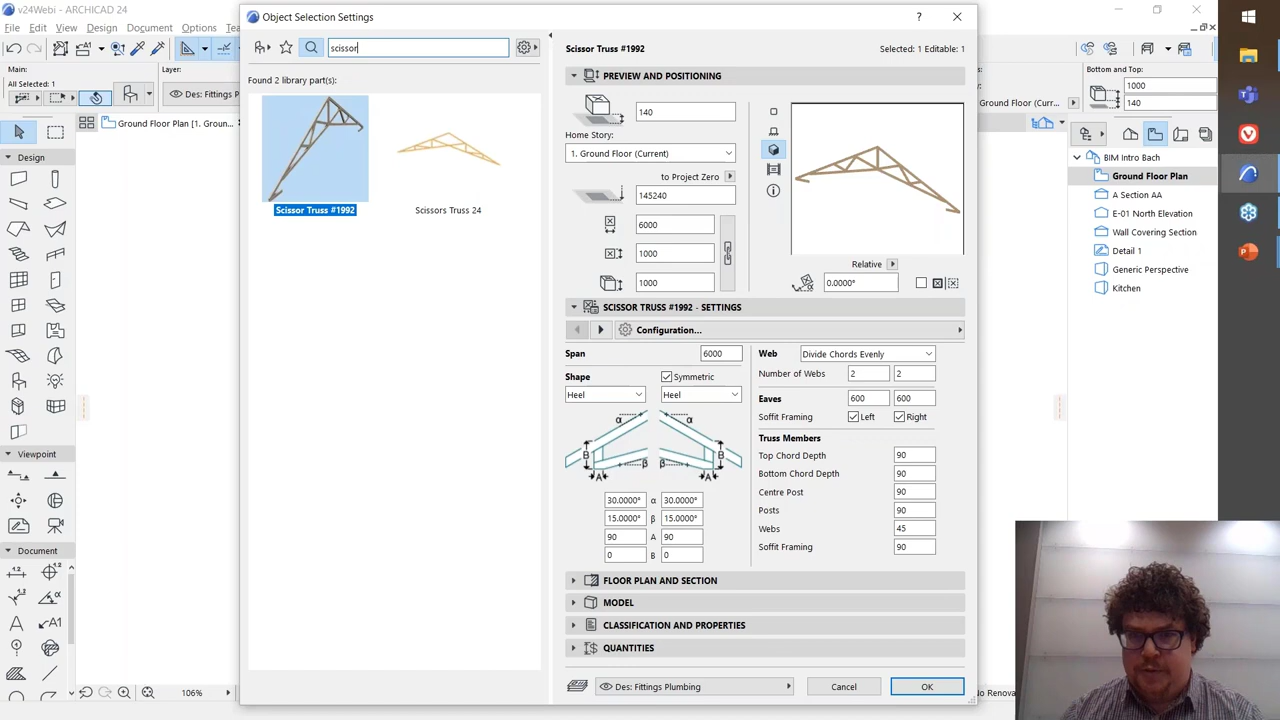 v24Webi - ARCHICAD 24
File Edit View Design Document Options
Main:
All Selected: 1
Layer:
Des: Fittings Plumbing
Ground Floor Plan [1. Groun...
Design
Viewpoint
Document
106%
Object Selection Settings
?
scissor
Found 2 library part(s):
Scissor Truss #1992
Scissors Truss 24
Scissor Truss #1992
Selected: 1 Editable: 1
PREVIEW AND POSITIONING
140
Home Story:
1. Ground Floor (Current)
to Project Zero
145240
6000
1000
1000
Relative
0.0000°
SCISSOR TRUSS #1992 - SETTINGS
Configuration...
Span 6000
Shape Symmetric
Heel Heel
α α
B B
β β
A A
30.0000° α 30.0000°
15.0000° β 15.0000°
90 A 90
0 B 0
Web Divide Chords Evenly
Number of Webs 2 2
Eaves 600 600
Soffit Framing Left Right
Truss Members
Top Chord Depth 90
Bottom Chord Depth 90
Centre Post 90
Posts 90
Webs 45
Soffit Framing 90
FLOOR PLAN AND SECTION
MODEL
CLASSIFICATION AND PROPERTIES
QUANTITIES
Des: Fittings Plumbing
Cancel
OK
Bottom and Top:
1000
140
Ground Floor (Curr...
BIM Intro Bach
Ground Floor Plan
A Section AA
E-01 North Elevation
Wall Covering Section
Detail 1
Generic Perspective
Kitchen